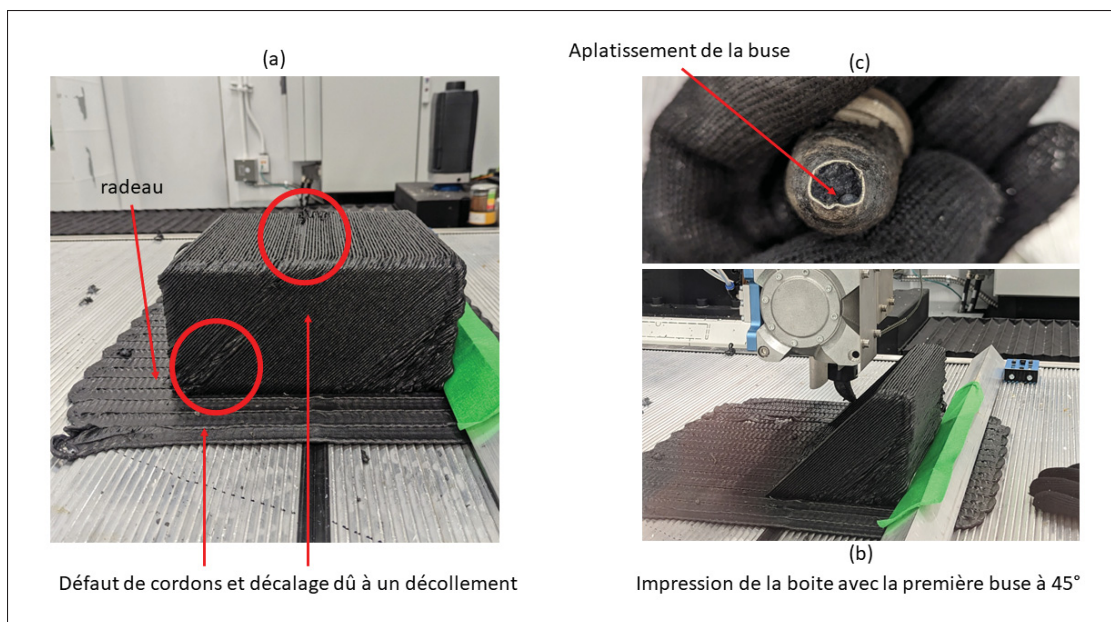 (a)
radeau
Défaut de cordons et décalage dû à un décollement
Aplatissement de la buse
(c)
(b)
Impression de la boite avec la première buse à 45°